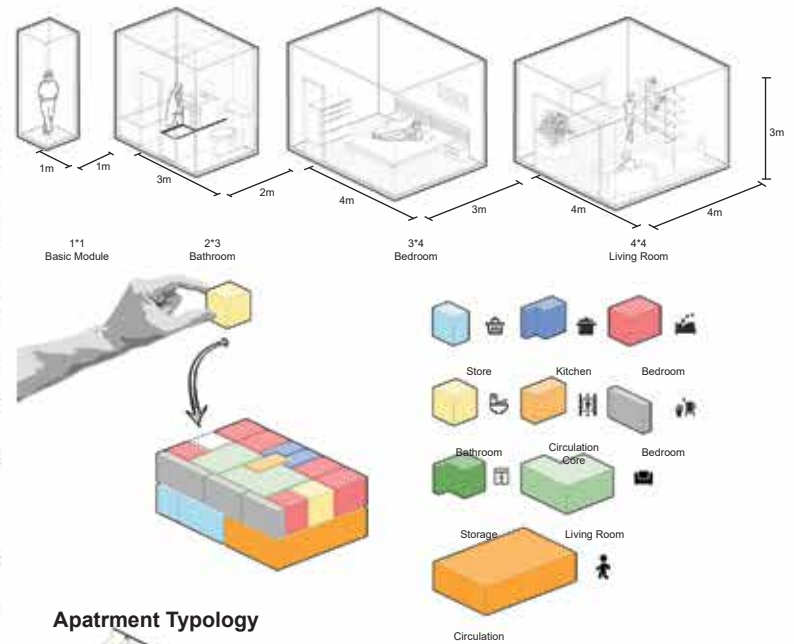 3m
1m
1m
3m
2m
4m
3m
4m
4m
1*1
Basic Module
2*3
Bathroom
3*4
Bedroom
4*4
Living Room
Store
Kitchen
Bedroom
Bathroom
Circulation
Core
Bedroom
Storage
Living Room
Apatrment Typology
Circulation